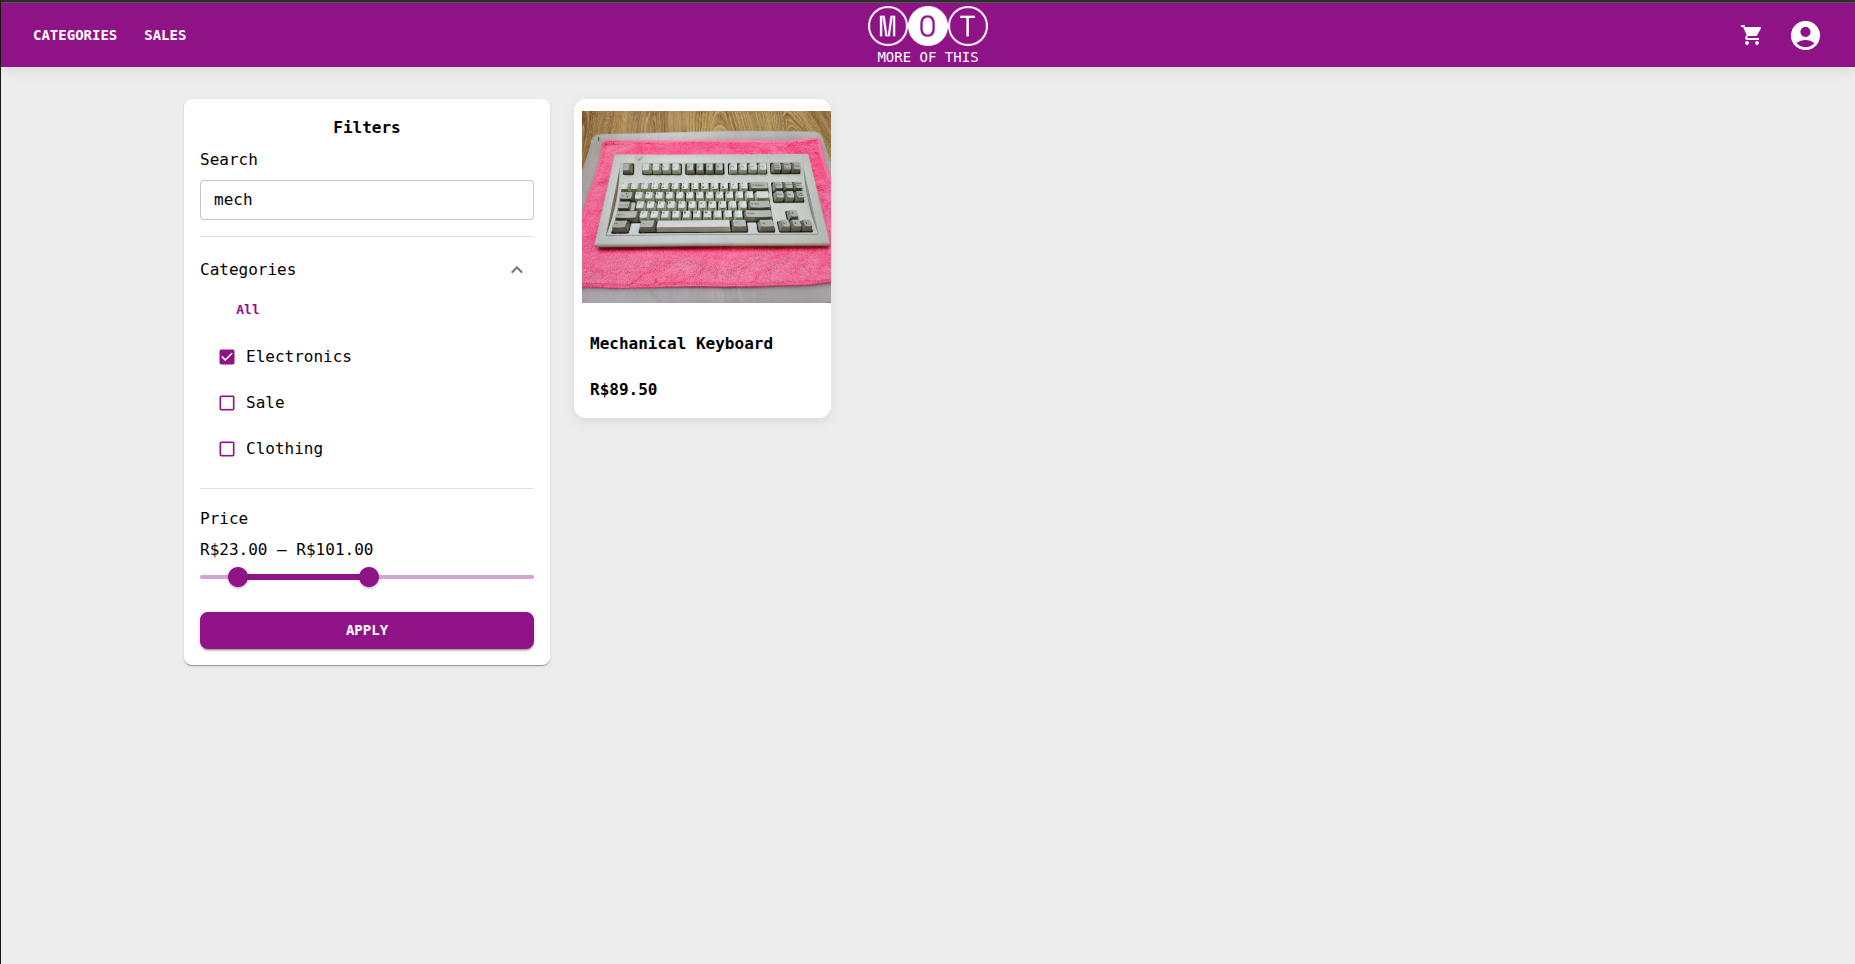 CATEGORIES SALES
MOT
MORE OF THIS
Filters
Search
mech
Categories
All
Electronics
Sale
Clothing
Price
R$23.00 – R$101.00
APPLY
Mechanical Keyboard
R$89.50